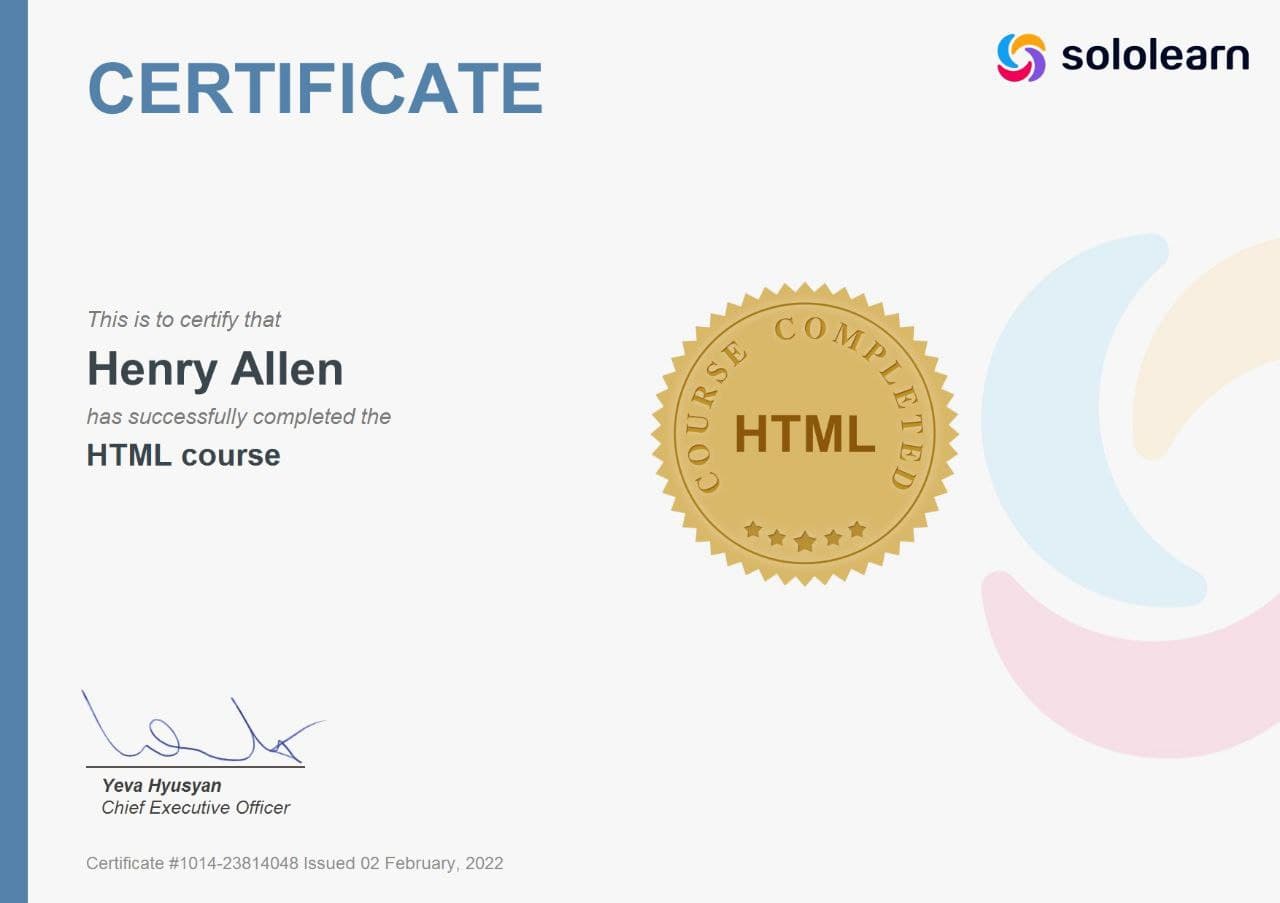 CERTIFICATE
sololearn
This is to certify that
Henry Allen
has successfully completed the
HTML course
COURSE COMPLETED
HTML
Yeva Hyusyan
Chief Executive Officer
Certificate #1014-23814048 Issued 02 February, 2022